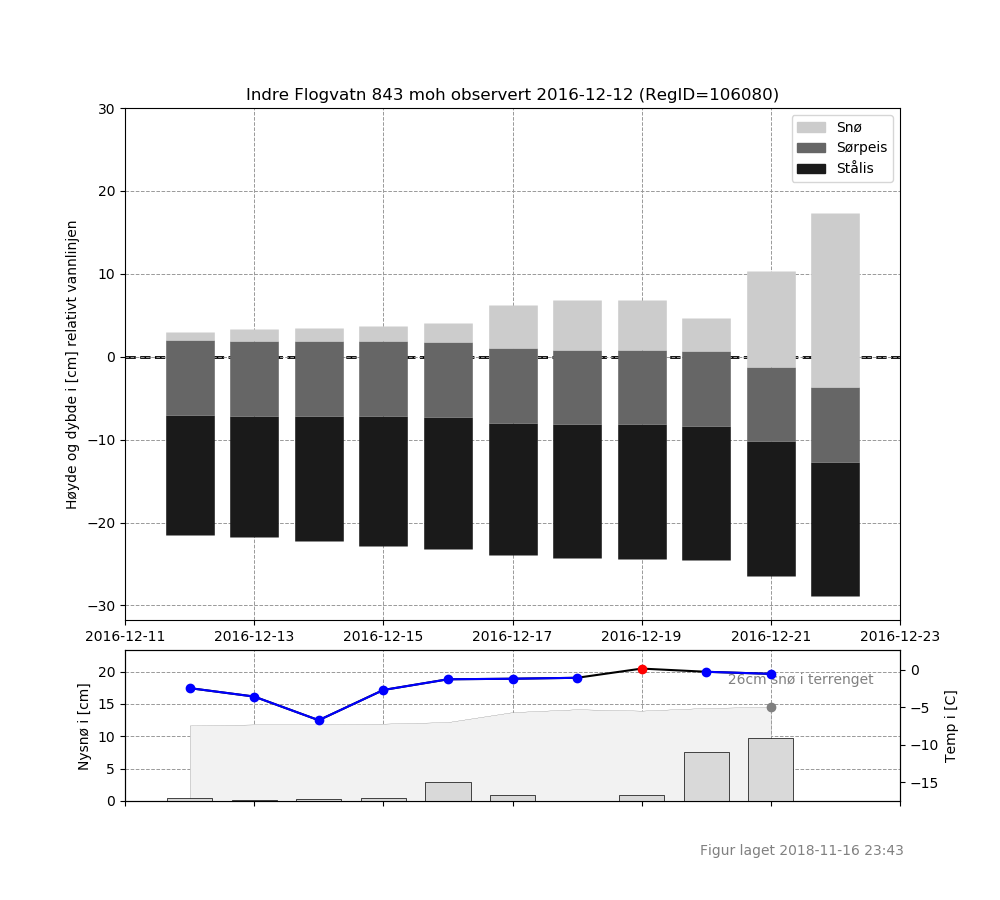 Indre Flogvatn 843 moh observert 2016-12-12 (RegID=106080)
Høyde og dybde i [cm] relativt vannlinjen
30
20
10
0
−10
−20
−30
Snø
Sørpeis
Stålis
2016-12-11 2016-12-13 2016-12-15 2016-12-17 2016-12-19 2016-12-21 2016-12-23
Nysnø i [cm]
20
15
10
5
0
26cm snø i terrenget
0
−5
−10
−15
Temp i [C]
Figur laget 2018-11-16 23:43